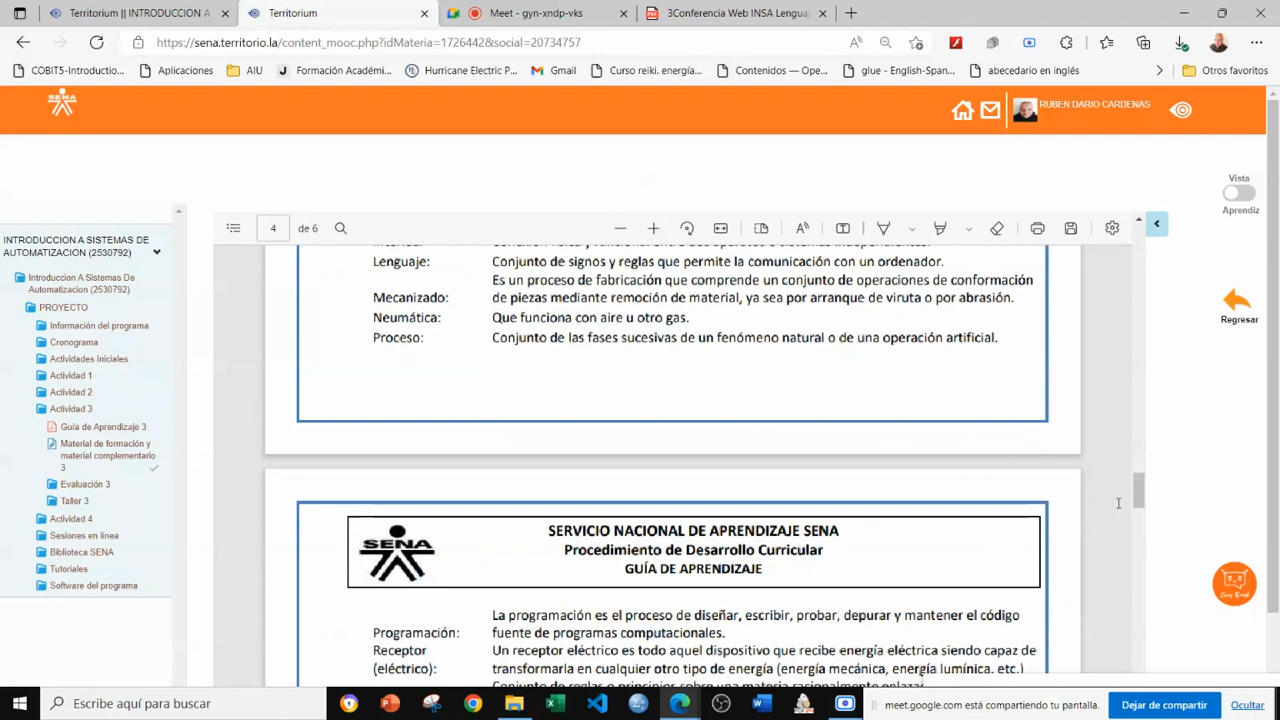 Territorium || INTRODUCCION A
Territorium
Meet - gyn-xndp-vks
3Conferencia Web INSA Lengua
https://sena.territorio.la/content_mooc.php?idMateria=1726442&social=20734757
COBIT5-Introductio...
Aplicaciones
AIU
Formación Académi...
Hurricane Electric P...
Gmail
Curso reiki. energía...
Contenidos — Ope...
glue - English-Span...
abecedario en inglés
Otros favoritos
SENA
RUBEN DARIO CARDENAS
Vista
Aprendiz
4 de 6
INTRODUCCION A SISTEMAS DE
AUTOMATIZACION (2530792)
Introduccion A Sistemas De
Automatizacion (2530792)
PROYECTO
Información del programa
Cronograma
Actividades Iniciales
Actividad 1
Actividad 2
Actividad 3
Guía de Aprendizaje 3
Material de formación y
material complementario
3
Evaluación 3
Taller 3
Actividad 4
Sesiones en línea
Biblioteca SENA
Tutoriales
Software del programa
Lenguaje: Conjunto de signos y reglas que permite la comunicación con un ordenador.
Es un proceso de fabricación que comprende un conjunto de operaciones de conformación
Mecanizado: de piezas mediante remoción de material, ya sea por arranque de viruta o por abrasión.
Neumática: Que funciona con aire u otro gas.
Proceso: Conjunto de las fases sucesivas de un fenómeno natural o de una operación artificial.
SENA
SERVICIO NACIONAL DE APRENDIZAJE SENA
Procedimiento de Desarrollo Curricular
GUÍA DE APRENDIZAJE
La programación es el proceso de diseñar, escribir, probar, depurar y mantener el código
Programación: fuente de programas computacionales.
Receptor Un receptor eléctrico es todo aquel dispositivo que recibe energía eléctrica siendo capaz de
(eléctrico): transformarla en cualquier otro tipo de energía (energía mecánica, energía lumínica, etc.)
Regresar
¡Soy Eva!
Escribe aquí para buscar
meet.google.com está compartiendo tu pantalla.
Dejar de compartir
Ocultar